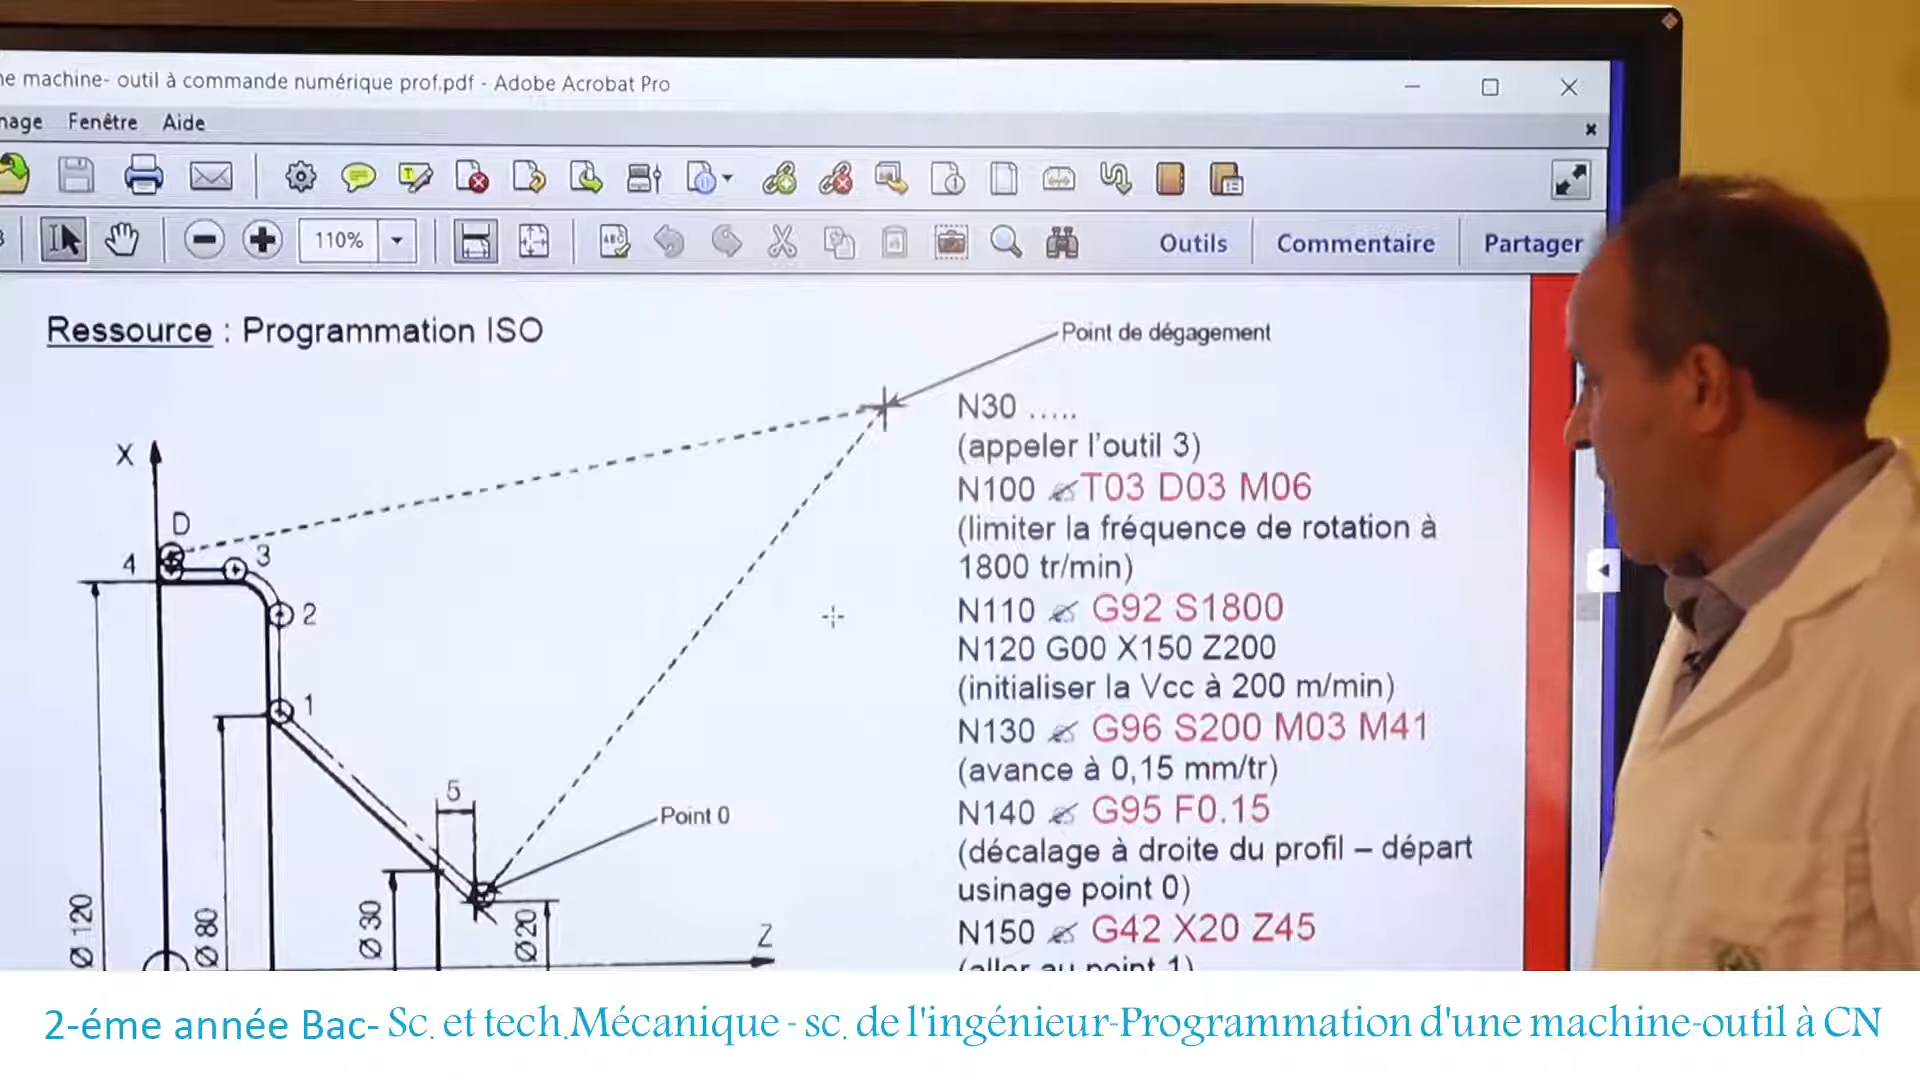 ne machine- outil à commande numérique prof.pdf - Adobe Acrobat Pro
nage Fenêtre Aide
110%
Outils
Commentaire
Partager
Ressource : Programmation ISO
Point de dégagement
N30 .....
(appeler l'outil 3)
N100 T03 D03 M06
(limiter la fréquence de rotation à
1800 tr/min)
N110 G92 S1800
N120 G00 X150 Z200
(initialiser la Vcc à 200 m/min)
N130 G96 S200 M03 M41
(avance à 0,15 mm/tr)
N140 G95 F0.15
(décalage à droite du profil – départ
usinage point 0)
N150 G42 X20 Z45
(aller au point 1)
X
D
4
3
2
1
5
Point 0
Ø 120
Ø 80
Ø 30
Ø 20
Z
2-éme année Bac- Sc. et tech.Mécanique - sc. de l'ingénieur-Programmation d'une machine-outil à CN